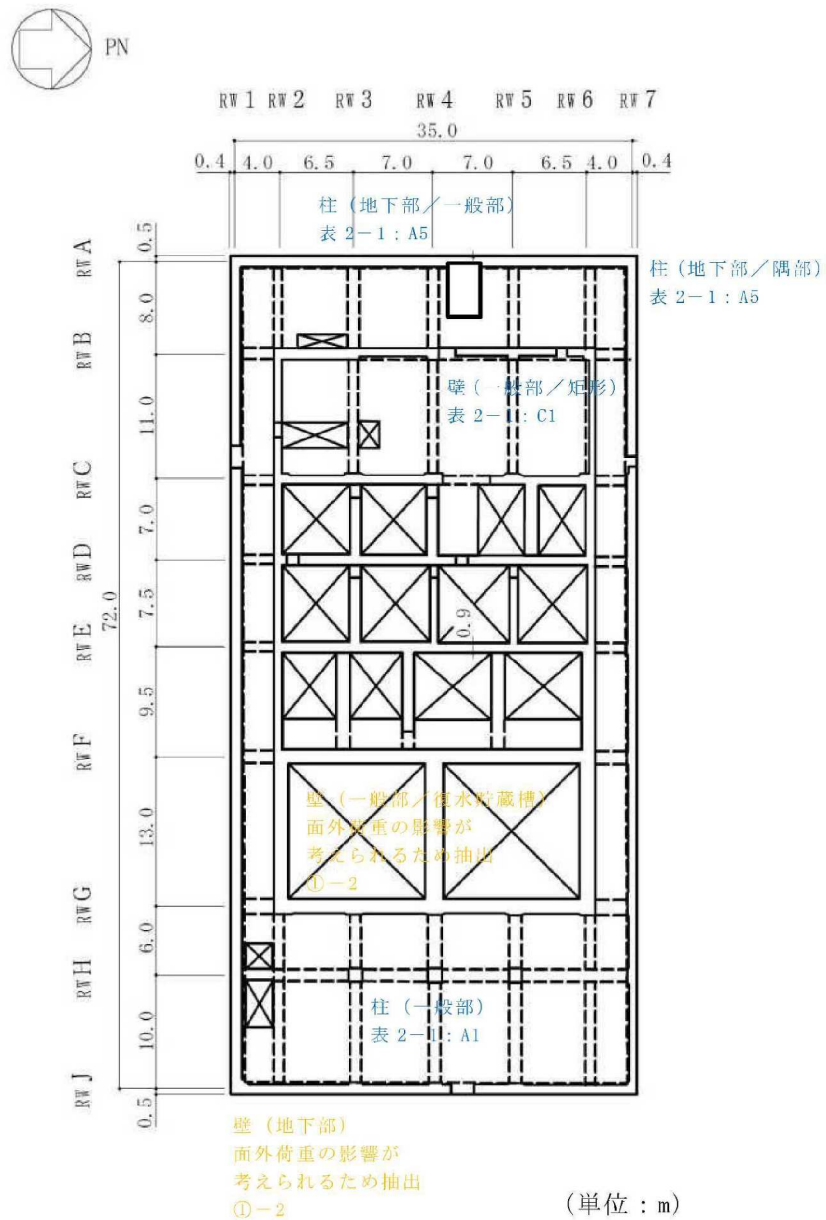 PN
RW 1 RW 2 RW 3 RW 4 RW 5 RW 6 RW 7
35.0
0.4 4.0 6.5 7.0 7.0 6.5 4.0 0.4
柱（地下部／一般部）
表 2－1：A5
柱（地下部／隅部）
表 2－1：A5
壁（一般部／矩形）
表 2－1：C1
RW A
RW B
RW C
RW D
RW E
RW F
RW G
RW H
RW J
0.5
8.0
11.0
7.0
7.5
9.5
13.0
6.0
10.0
0.5
72.0
0.9
壁（一般部／復水貯蔵槽）
面外荷重の影響が
考えられるため抽出
①－2
柱（一般部）
表 2－1：A1
壁（地下部）
面外荷重の影響が
考えられるため抽出
①－2
（単位：m）